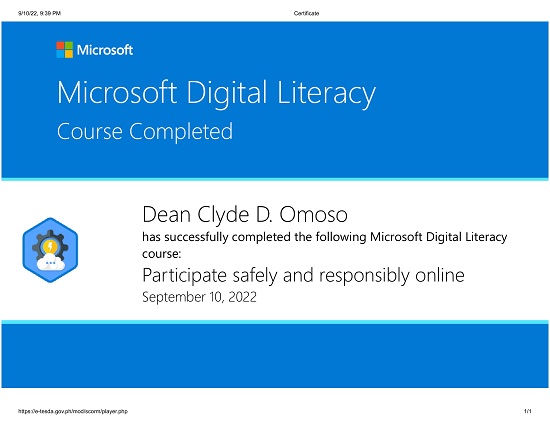 9/10/22, 9:39 PM Certificate
Microsoft
Microsoft Digital Literacy
Course Completed
Dean Clyde D. Omoso
has successfully completed the following Microsoft Digital Literacy
course:
Participate safely and responsibly online
September 10, 2022
https://e-tesda.gov.ph/mod/scorm/player.php 1/1